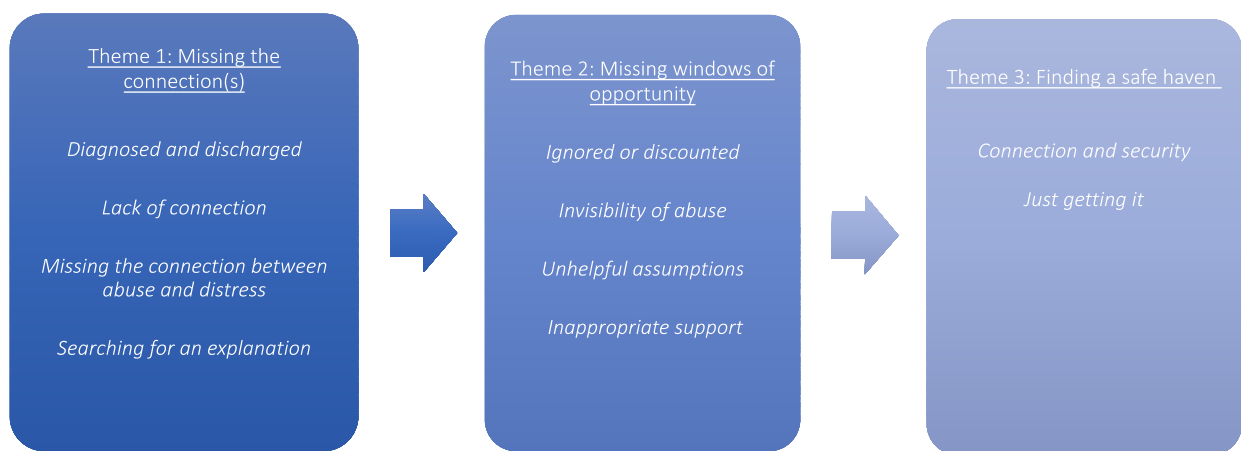 Theme 1: Missing the
connection(s)
Diagnosed and discharged
Lack of connection
Missing the connection between
abuse and distress
Searching for an explanation
Theme 2: Missing windows of
opportunity
Ignored or discounted
Invisibility of abuse
Unhelpful assumptions
Inappropriate support
Theme 3: Finding a safe haven
Connection and security
Just getting it